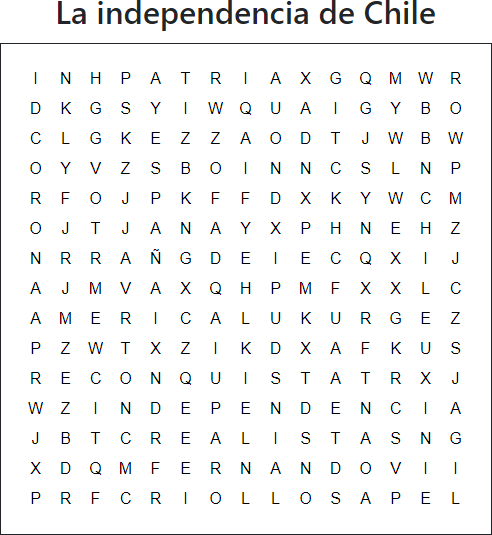 La independencia de Chile
I N H P A T R I A X G Q M W R
D K G S Y I W Q U A I G Y B O
C L G K E Z Z A O D T J W B W
O Y V Z S B O I N N C S L N P
R F O J P K F F D X K Y W C M
O J T J A N A Y X P H N E H Z
N R R A Ñ G D E I E C Q X I J
A J M V A X Q H P M F X X L C
A M E R I C A L U K U R G E Z
P Z W T X Z I K D X A F K U S
R E C O N Q U I S T A T R X J
W Z I N D E P E N D E N C I A
J B T C R E A L I S T A S N G
X D Q M F E R N A N D O V I I
P R F C R I O L L O S A P E L